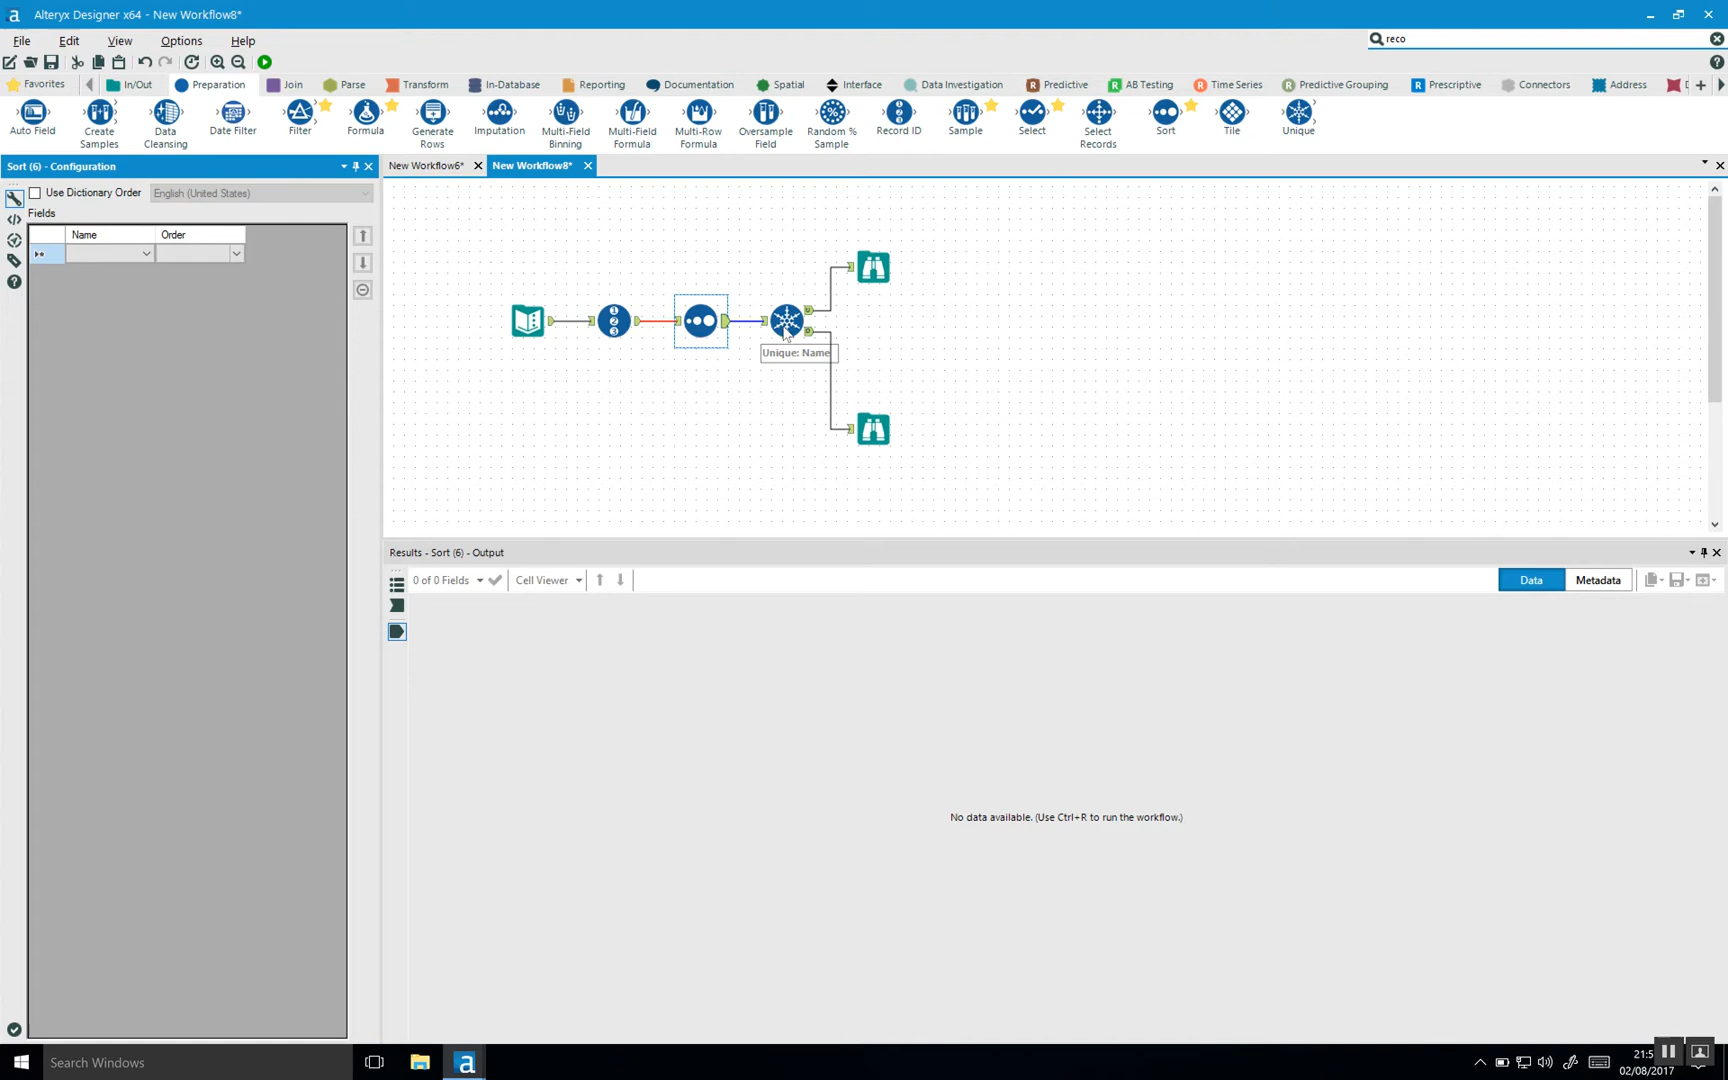 a Alteryx Designer x64 - New Workflow8*
File Edit View Options Help
reco
Favorites In/Out Preparation Join Parse Transform In-Database Reporting Documentation Spatial Interface Data Investigation Predictive AB Testing Time Series Predictive Grouping Prescriptive Connectors Address
Auto Field Create Samples Data Cleansing Date Filter Filter Formula Generate Rows Imputation Multi-Field Binning Multi-Field Formula Multi-Row Formula Oversample Field Random % Sample Record ID Sample Select Select Records Sort Tile Unique
Sort (6) - Configuration
New Workflow6* New Workflow8*
Use Dictionary Order English (United States)
Fields
Name Order
1
2
3
U
D
Unique: Name
Results - Sort (6) - Output
0 of 0 Fields Cell Viewer Data Metadata
No data available. (Use Ctrl+R to run the workflow.)
Search Windows a
02/08/2017